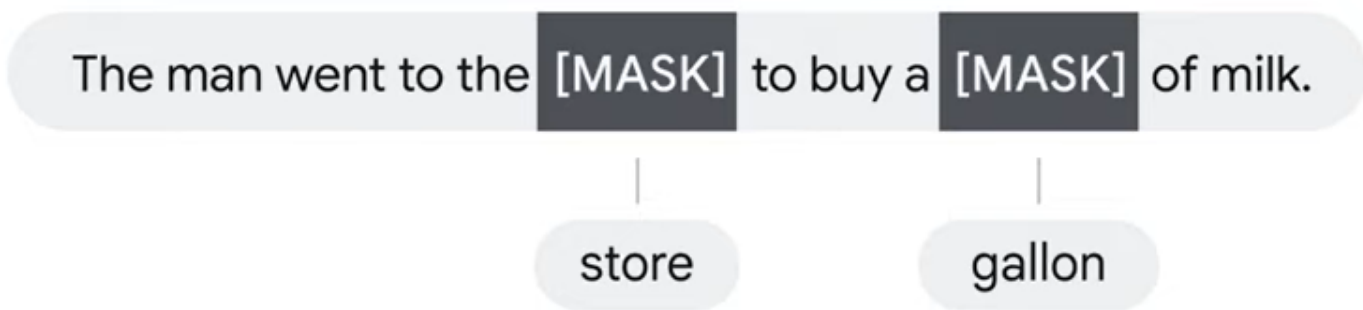 The man went to the [MASK] to buy a [MASK] of milk.
store gallon